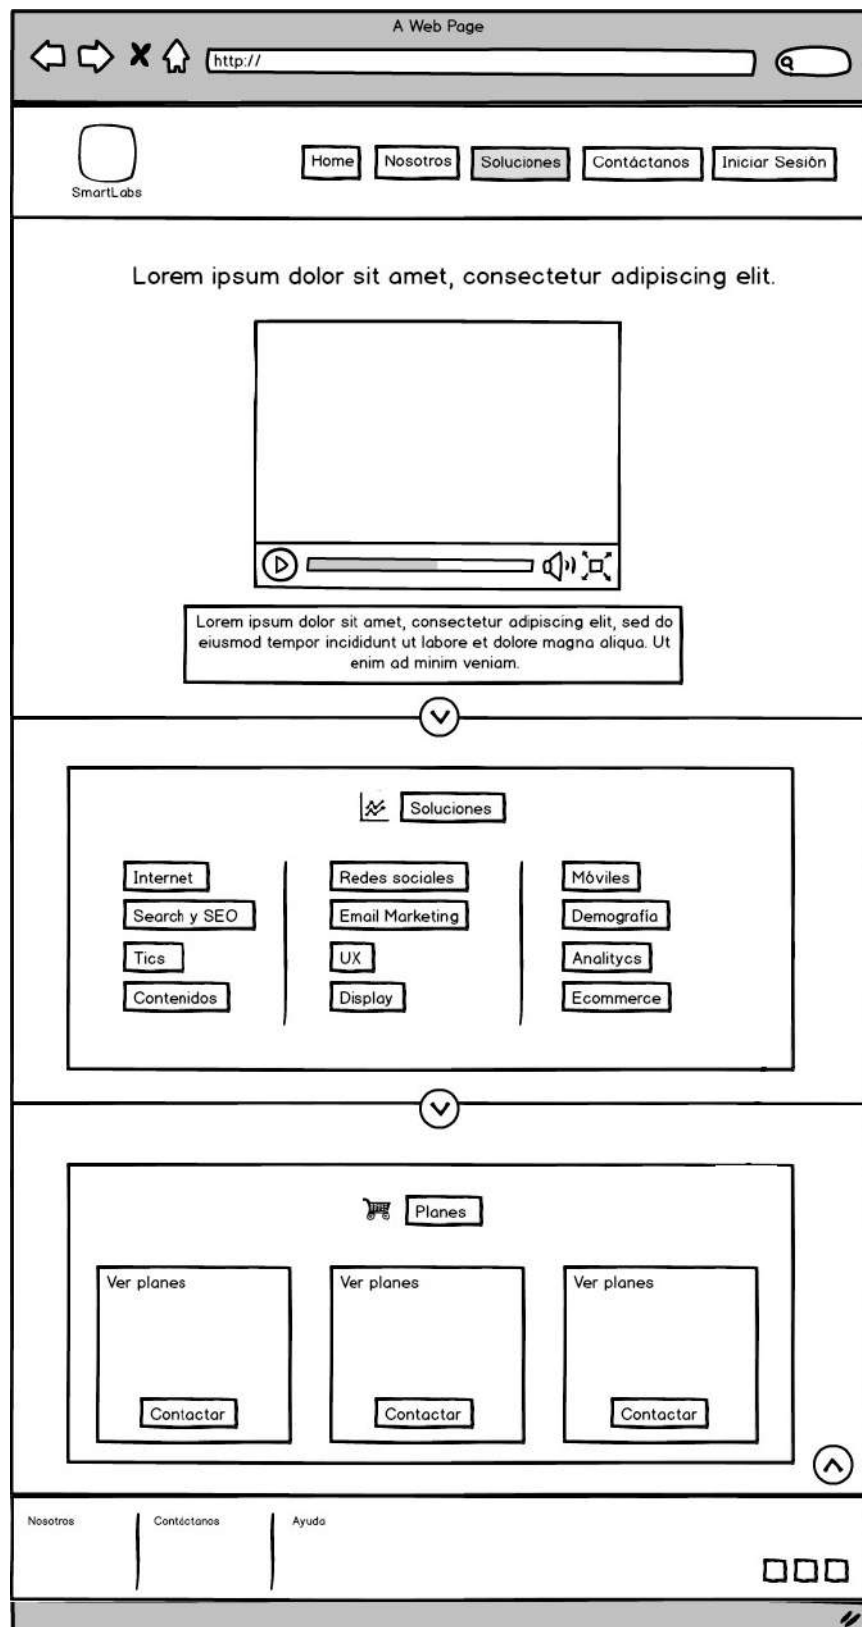 A Web Page
http://
SmartLabs
Home
Nosotros
Soluciones
Contáctanos
Iniciar Sesión
Lorem ipsum dolor sit amet, consectetur adipiscing elit.
Lorem ipsum dolor sit amet, consectetur adipiscing elit, sed do
eiusmod tempor incididunt ut labore et dolore magna aliqua. Ut
enim ad minim veniam.
Soluciones
Internet
Search y SEO
Tics
Contenidos
Redes sociales
Email Marketing
UX
Display
Móviles
Demografía
Analitycs
Ecommerce
Planes
Ver planes
Contactar
Ver planes
Contactar
Ver planes
Contactar
Nosotros
Contáctanos
Ayuda